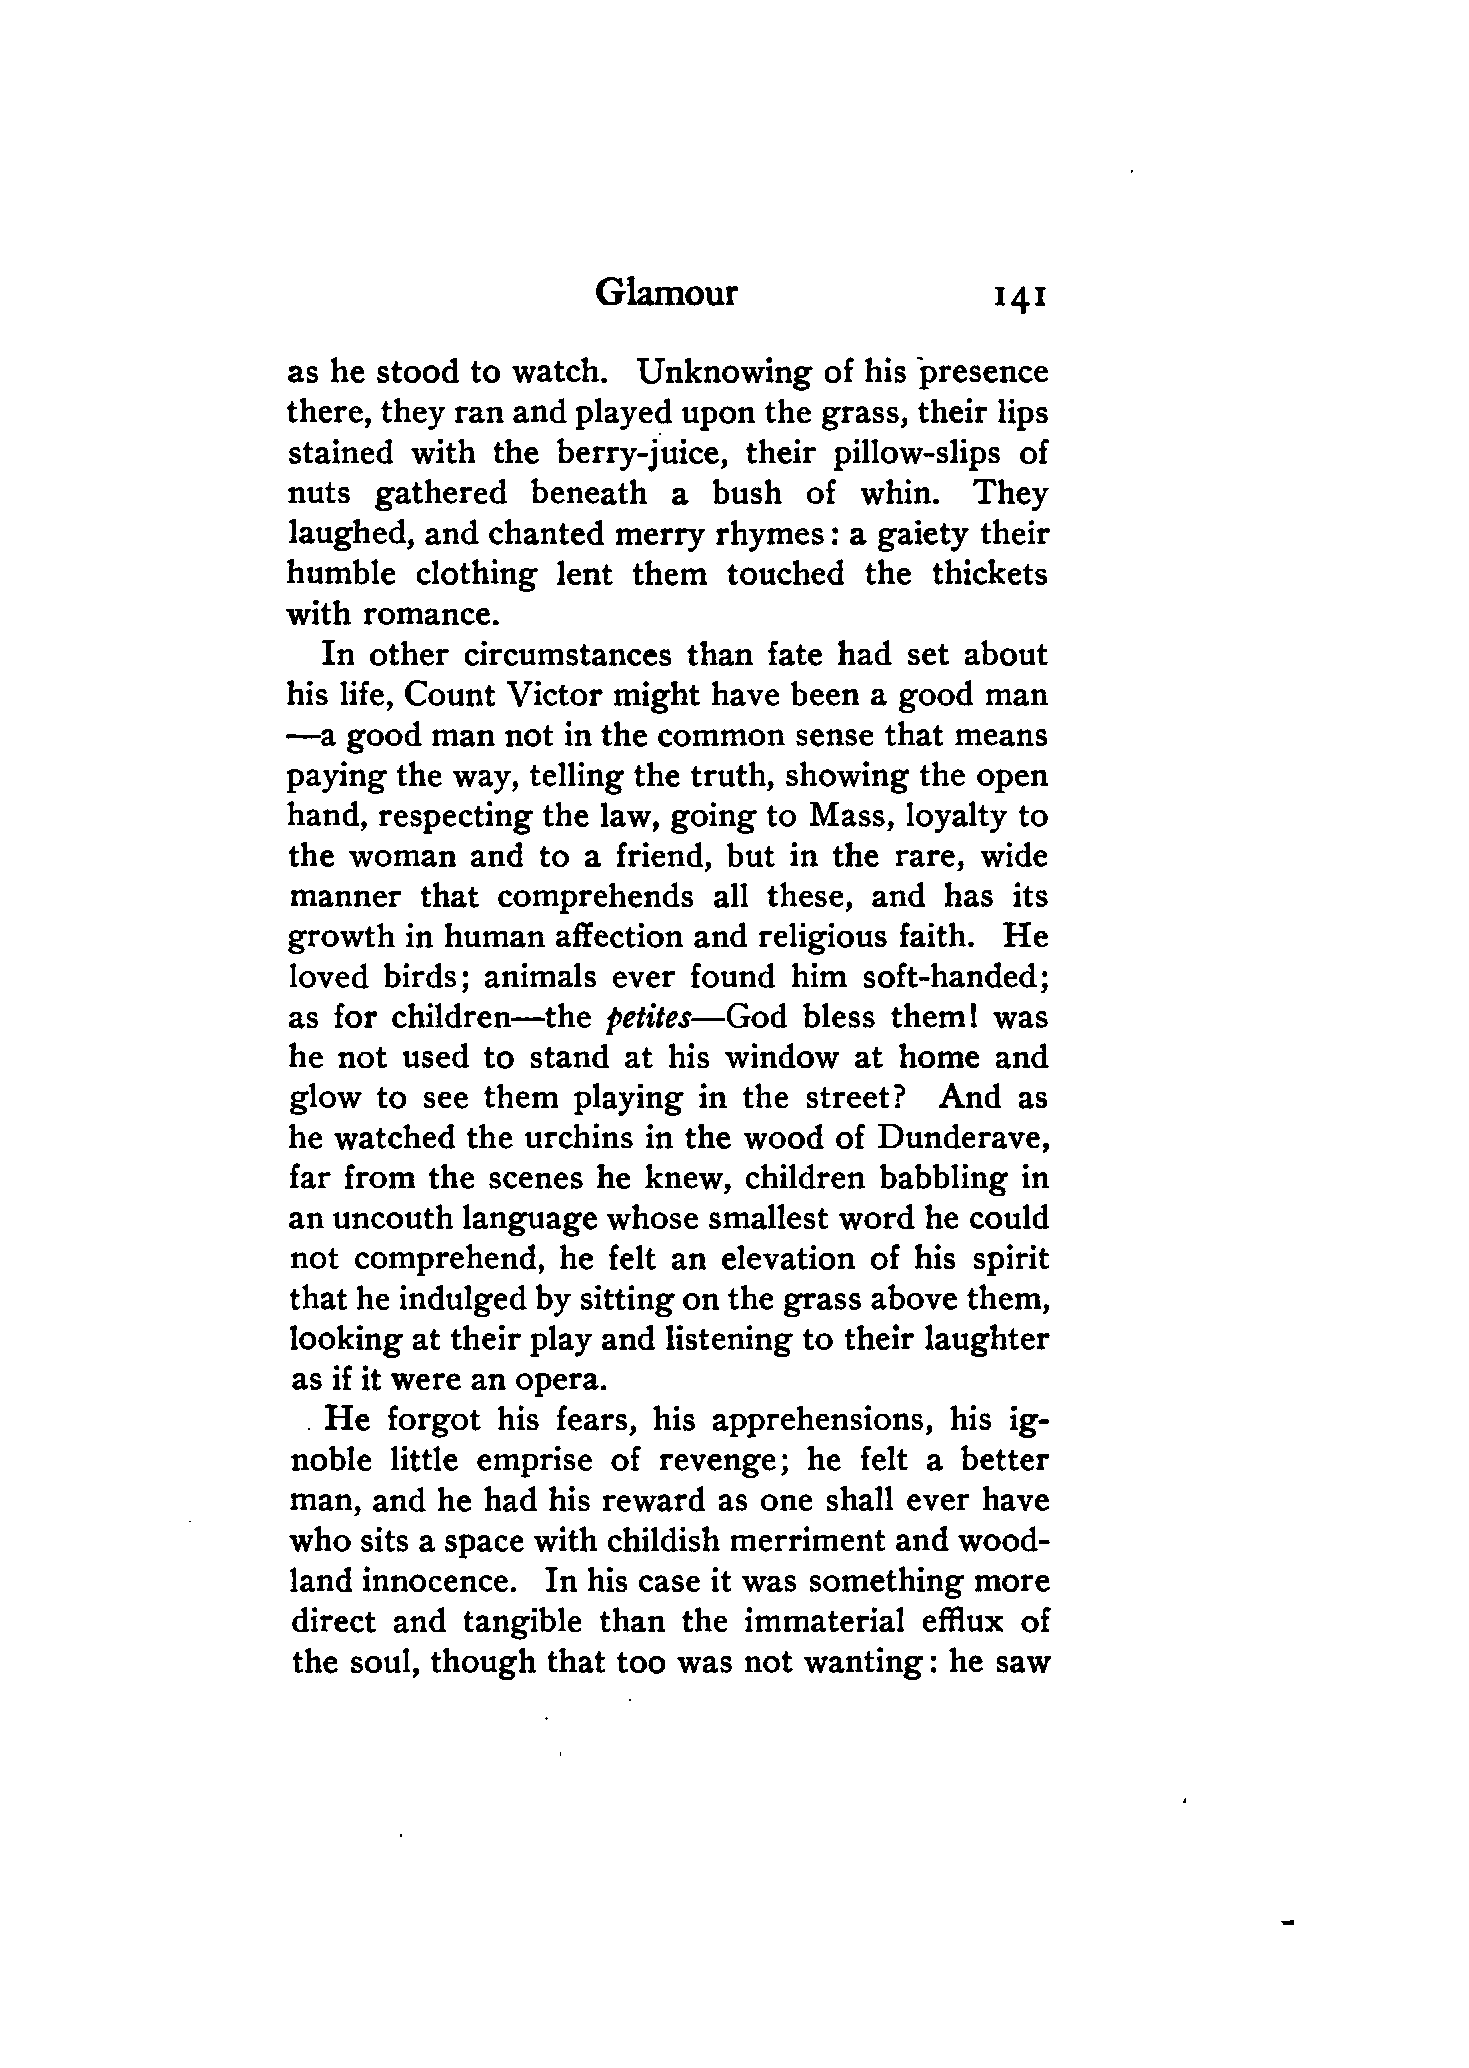 Glamour 141
as he stood to watch. Unknowing of his presence
there, they ran and played upon the grass, their lips
stained with the berry-juice, their pillow-slips of
nuts gathered beneath a bush of whin. They
laughed, and chanted merry rhymes: a gaiety their
humble clothing lent them touched the thickets
with romance.
In other circumstances than fate had set about
his life, Count Victor might have been a good man
—a good man not in the common sense that means
paying the way, telling the truth, showing the open
hand, respecting the law, going to Mass, loyalty to
the woman and to a friend, but in the rare, wide
manner that comprehends all these, and has its
growth in human affection and religious faith. He
loved birds; animals ever found him soft-handed;
as for children—the petites—God bless them! was
he not used to stand at his window at home and
glow to see them playing in the street? And as
he watched the urchins in the wood of Dunderave,
far from the scenes he knew, children babbling in
an uncouth language whose smallest word he could
not comprehend, he felt an elevation of his spirit
that he indulged by sitting on the grass above them,
looking at their play and listening to their laughter
as if it were an opera.
He forgot his fears, his apprehensions, his ig-
noble little emprise of revenge; he felt a better
man, and he had his reward as one shall ever have
who sits a space with childish merriment and wood-
land innocence. In his case it was something more
direct and tangible than the immaterial efflux of
the soul, though that too was not wanting: he saw